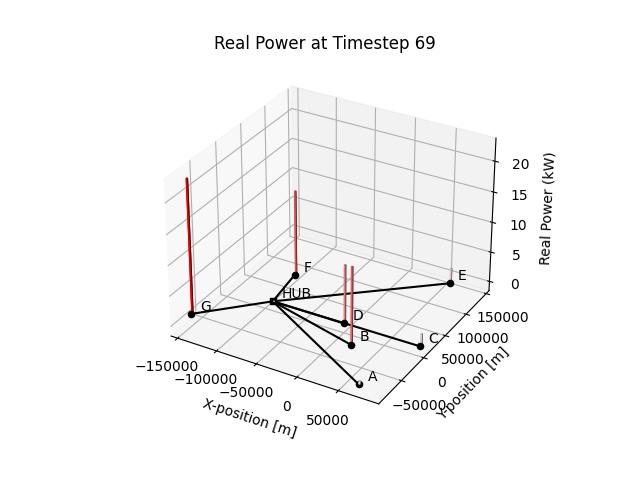 Real Power at Timestep 69
Real Power (kW)
20
15
10
5
0
F
E
HUB
G
D
B
C
A
150000
100000
50000
0
−50000
Y-position [m]
−150000
−100000
−50000
0
50000
X-position [m]